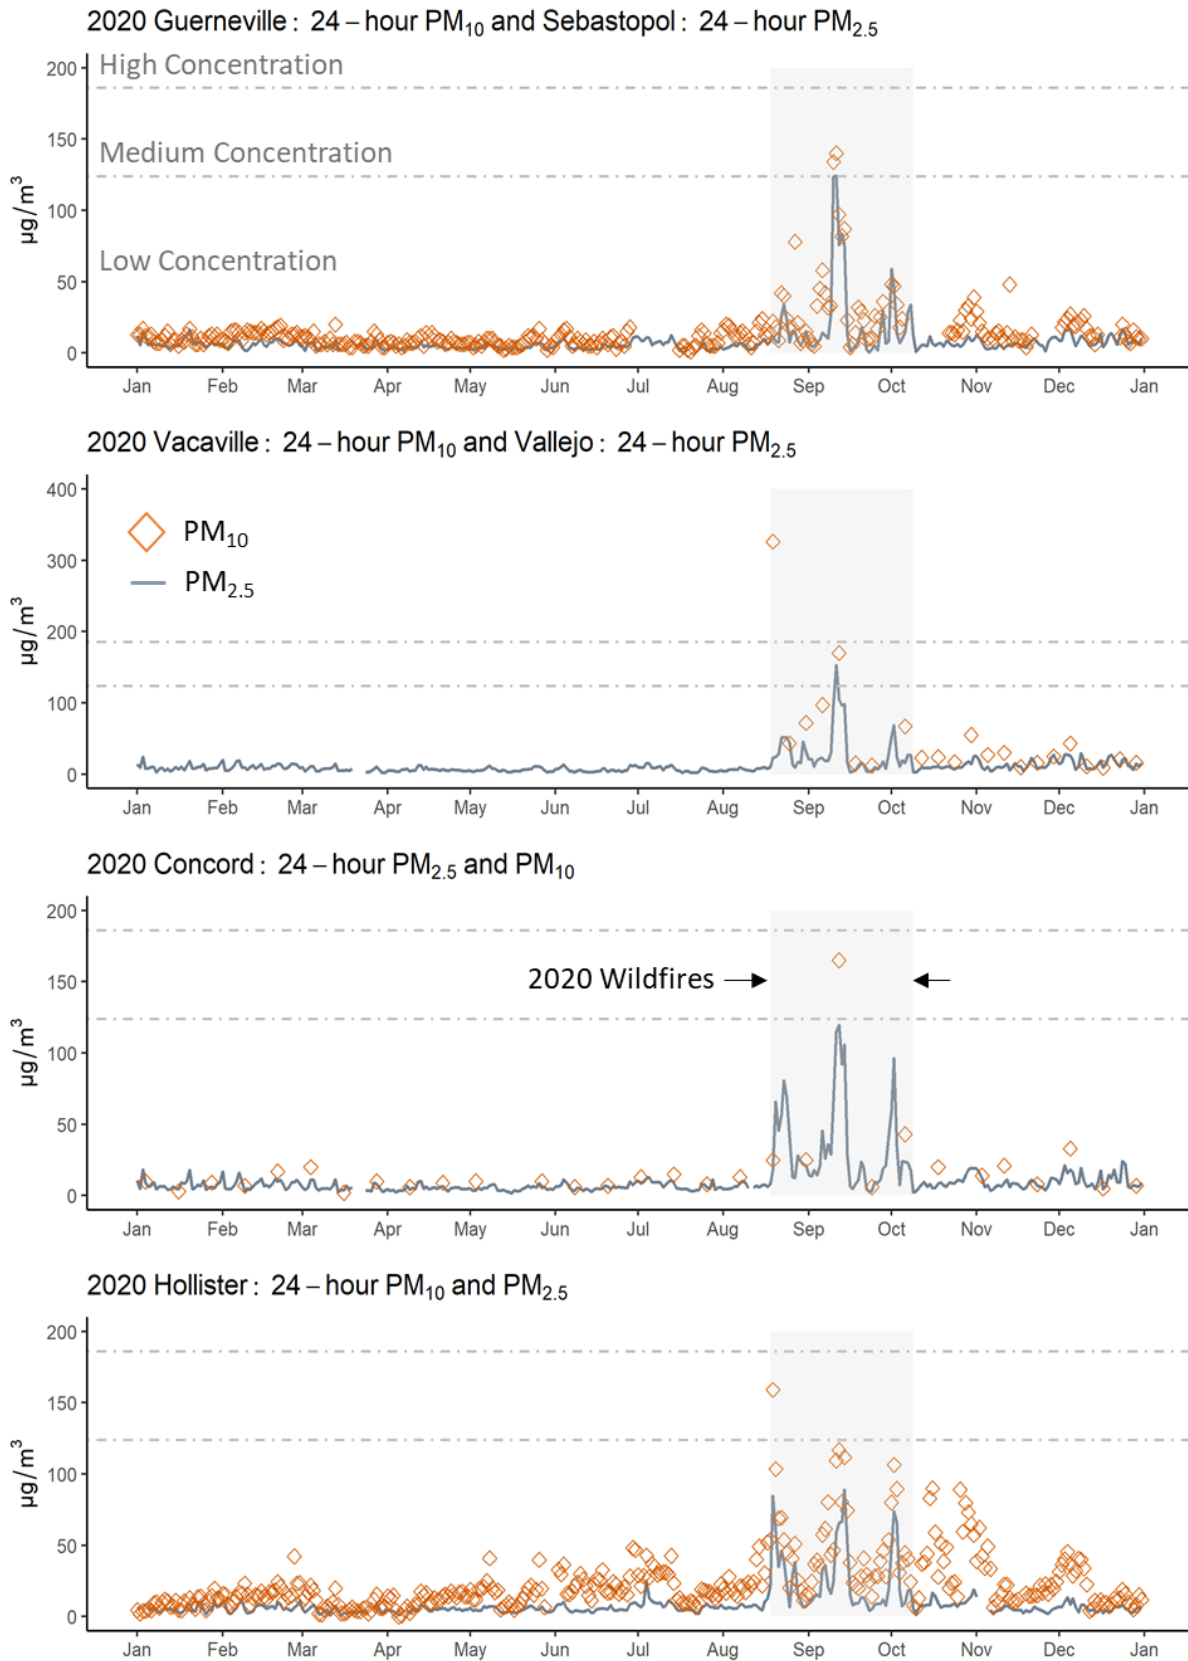 2020 Guerneville: 24–hour PM₁₀ and Sebastopol: 24–hour PM₂.₅
200
High Concentration
150
Medium Concentration
µg/m³
100
Low Concentration
50
0
Jan Feb Mar Apr May Jun Jul Aug Sep Oct Nov Dec Jan
2020 Vacaville: 24–hour PM₁₀ and Vallejo: 24–hour PM₂.₅
400
PM₁₀
300
PM₂.₅
µg/m³
200
100
0
Jan Feb Mar Apr May Jun Jul Aug Sep Oct Nov Dec Jan
2020 Concord: 24–hour PM₂.₅ and PM₁₀
200
150
2020 Wildfires
µg/m³
100
50
0
Jan Feb Mar Apr May Jun Jul Aug Sep Oct Nov Dec Jan
2020 Hollister: 24–hour PM₁₀ and PM₂.₅
200
150
µg/m³
100
50
0
Jan Feb Mar Apr May Jun Jul Aug Sep Oct Nov Dec Jan